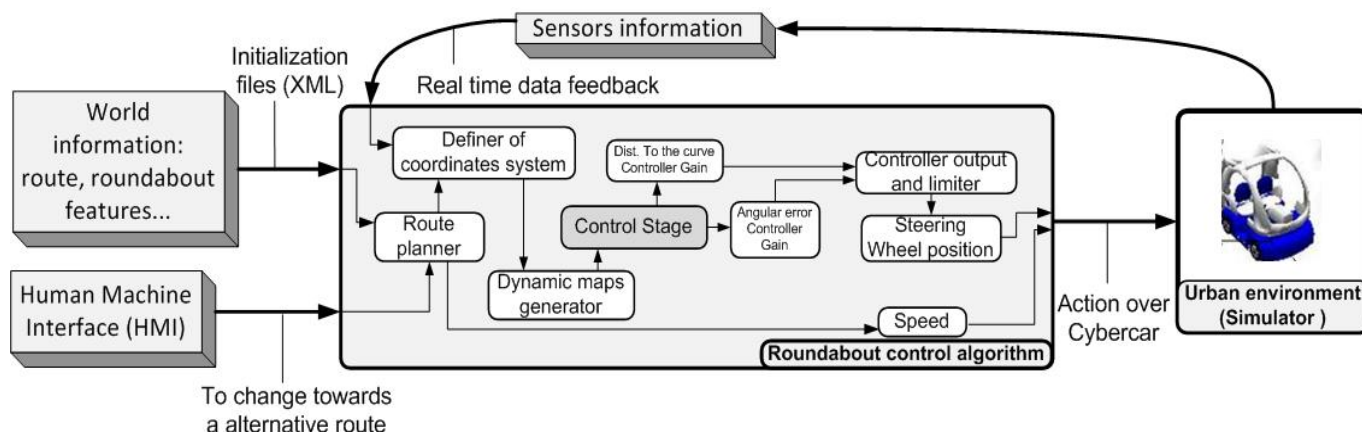 Sensors information
Initialization
files (XML)
Real time data feedback
World
information:
route, roundabout
features...
Definer of
coordinates system
Dist. To the curve
Controller Gain
Controller output
and limiter
Route
planner
Control Stage
Angular error
Controller
Gain
Steering
Wheel position
Dynamic maps
generator
Human Machine
Interface (HMI)
Speed
Roundabout control algorithm
Action over
Cybercar
Urban environment
(Simulator )
To change towards
a alternative route